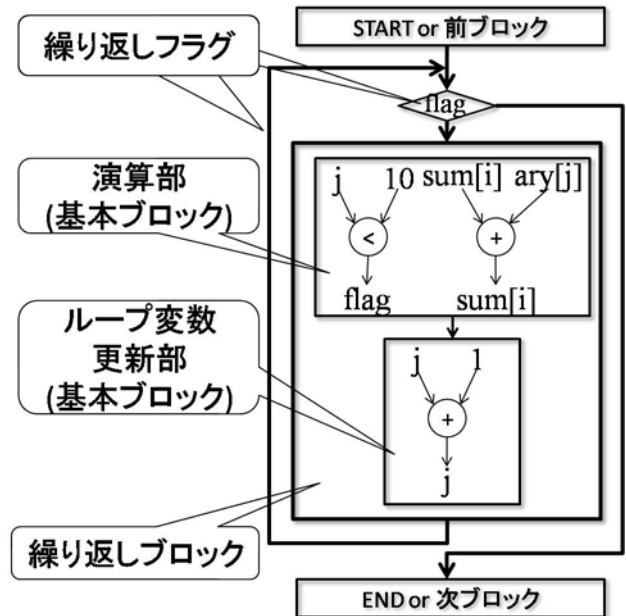 START or 前ブロック
繰り返しフラグ
flag
演算部
(基本ブロック)
j 10 sum[i] ary[j]
< +
flag sum[i]
ループ変数
更新部
(基本ブロック)
j 1
+
j
繰り返しブロック
END or 次ブロック